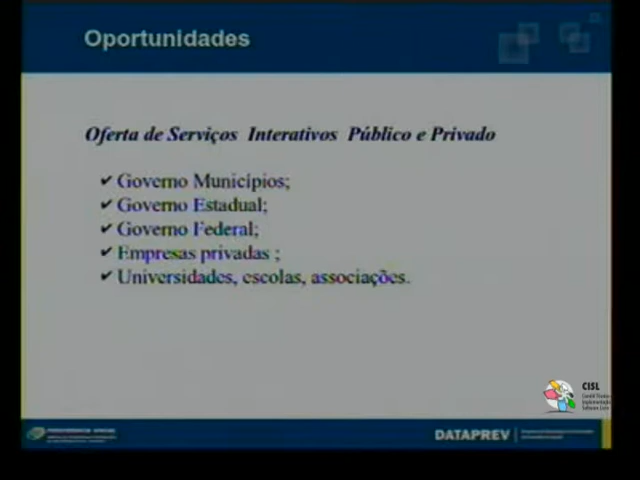 Oportunidades
Oferta de Serviços Interativos Público e Privado
✔ Governo Municípios;
✔ Governo Estadual;
✔ Governo Federal;
✔ Empresas privadas ;
✔ Universidades, escolas, associações.
CISL
DATAPREV